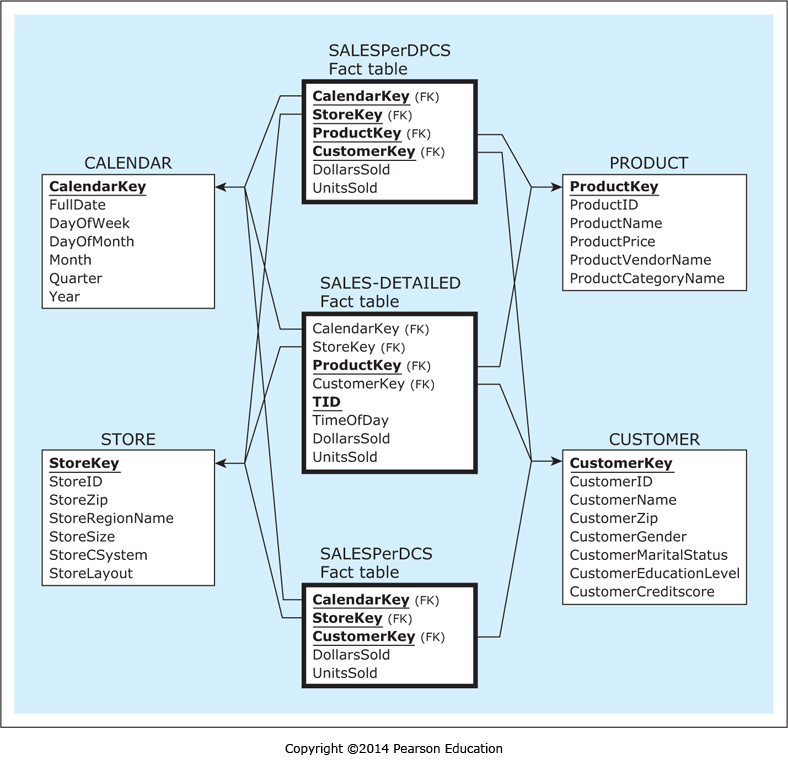 SALESPerDPCS
Fact table
CalendarKey (FK)
StoreKey (FK)
ProductKey (FK)
CustomerKey (FK)
DollarsSold
UnitsSold
CALENDAR
CalendarKey
FullDate
DayOfWeek
DayOfMonth
Month
Quarter
Year
PRODUCT
ProductKey
ProductID
ProductName
ProductPrice
ProductVendorName
ProductCategoryName
SALES-DETAILED
Fact table
CalendarKey (FK)
StoreKey (FK)
ProductKey (FK)
CustomerKey (FK)
TID
TimeOfDay
DollarsSold
UnitsSold
STORE
StoreKey
StoreID
StoreZip
StoreRegionName
StoreSize
StoreCSystem
StoreLayout
CUSTOMER
CustomerKey
CustomerID
CustomerName
CustomerZip
CustomerGender
CustomerMaritalStatus
CustomerEducationLevel
CustomerCreditscore
SALESPerDCS
Fact table
CalendarKey (FK)
StoreKey (FK)
CustomerKey (FK)
DollarsSold
UnitsSold
Copyright ©2014 Pearson Education